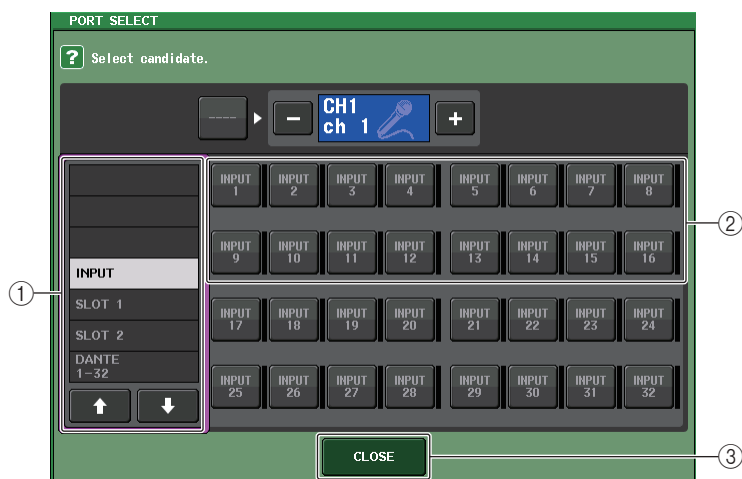 PORT SELECT
? Select candidate.
---- CH1
ch 1
− +
INPUT
SLOT 1
SLOT 2
DANTE
1-32
INPUT 1 INPUT 2 INPUT 3 INPUT 4 INPUT 5 INPUT 6 INPUT 7 INPUT 8
INPUT 9 INPUT 10 INPUT 11 INPUT 12 INPUT 13 INPUT 14 INPUT 15 INPUT 16
INPUT 17 INPUT 18 INPUT 19 INPUT 20 INPUT 21 INPUT 22 INPUT 23 INPUT 24
INPUT 25 INPUT 26 INPUT 27 INPUT 28 INPUT 29 INPUT 30 INPUT 31 INPUT 32
CLOSE
①
②
③